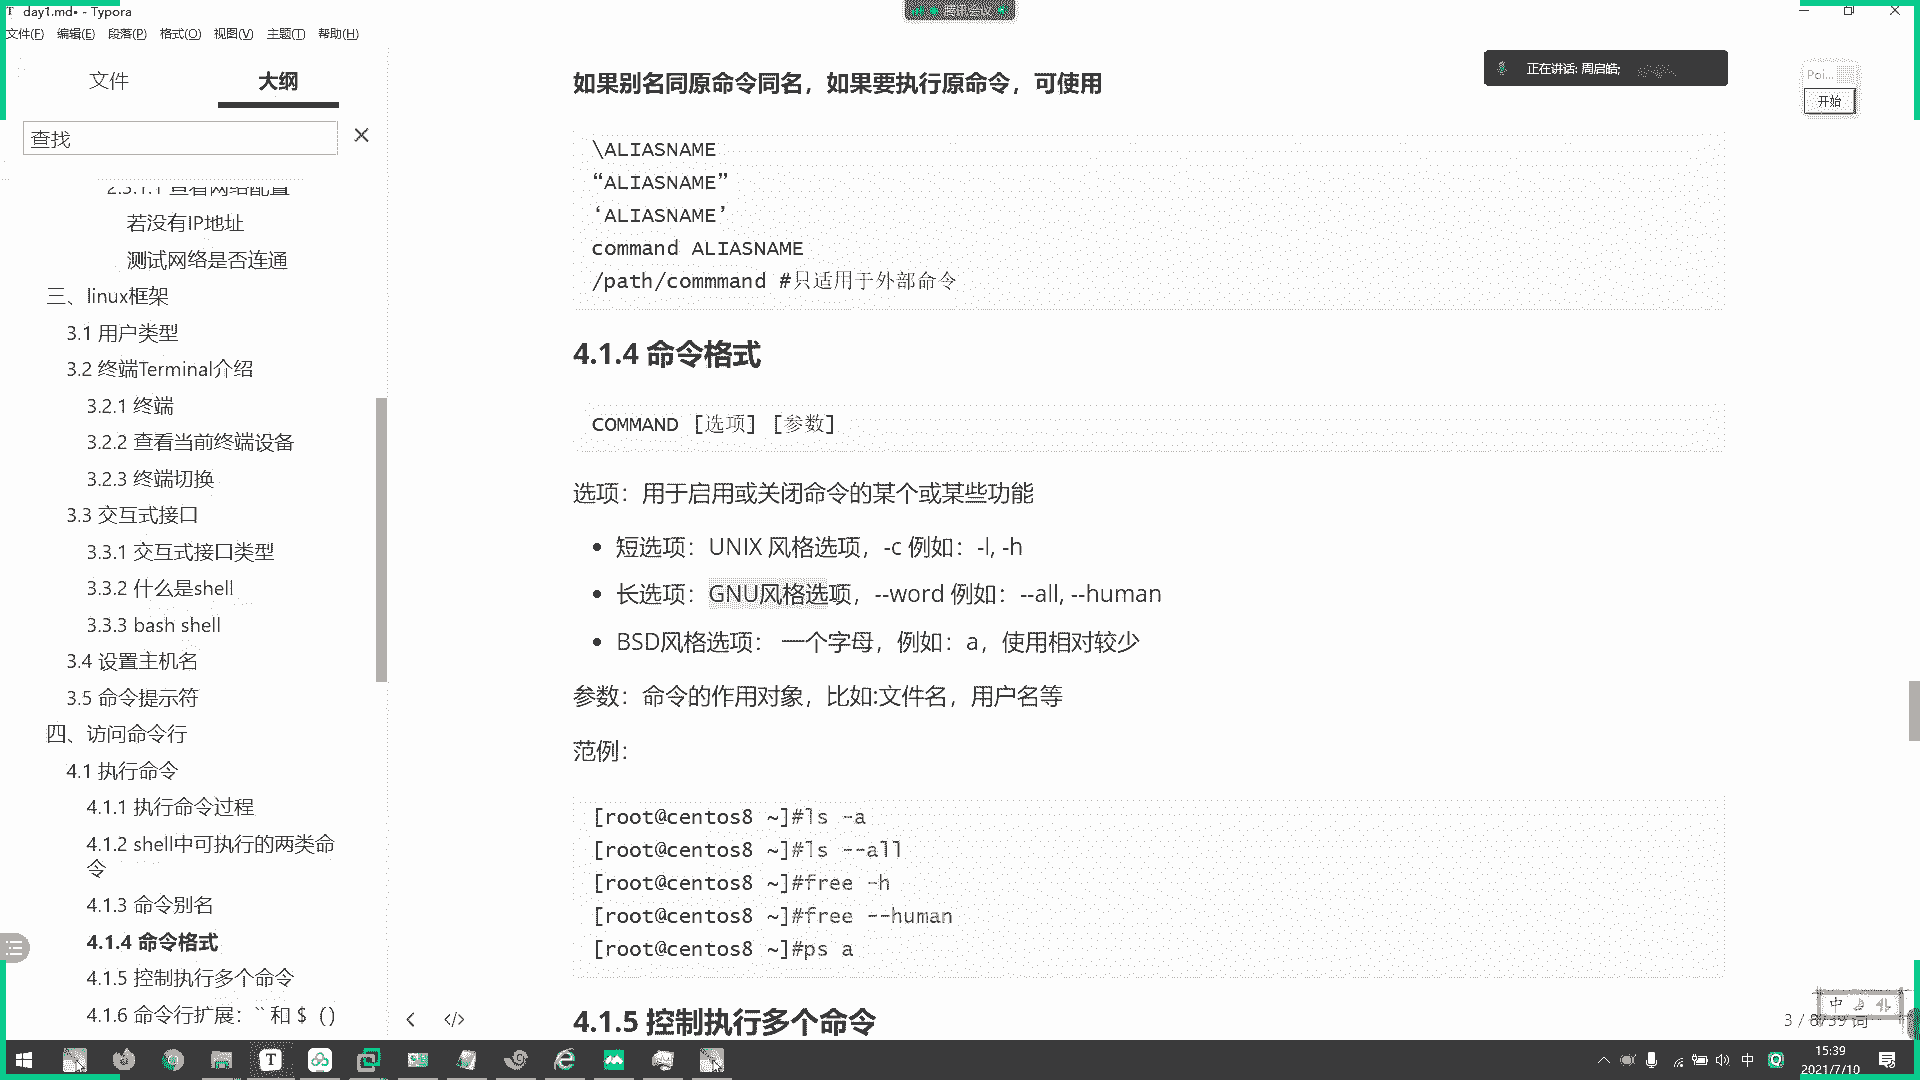 day1.md• - Typora
文件(F) 编辑(E) 段落(P) 格式(O) 视图(V) 主题(T) 帮助(H)
腾讯会议
正在讲话: 周启皓;
Poi...
开始
文件 大纲
查找
2.3.1.1 查看网络配置
若没有IP地址
测试网络是否连通
三、linux框架
3.1 用户类型
3.2 终端Terminal介绍
3.2.1 终端
3.2.2 查看当前终端设备
3.2.3 终端切换
3.3 交互式接口
3.3.1 交互式接口类型
3.3.2 什么是shell
3.3.3 bash shell
3.4 设置主机名
3.5 命令提示符
四、访问命令行
4.1 执行命令
4.1.1 执行命令过程
4.1.2 shell中可执行的两类命
令
4.1.3 命令别名
4.1.4 命令格式
4.1.5 控制执行多个命令
4.1.6 命令行扩展：`` 和 $（）
如果别名同原命令同名，如果要执行原命令，可使用
\ALIASNAME
“ALIASNAME”
‘ALIASNAME’
command ALIASNAME
/path/commmand #只适用于外部命令
4.1.4 命令格式
COMMAND [选项] [参数]
选项：用于启用或关闭命令的某个或某些功能
• 短选项：UNIX 风格选项，-c 例如：-l, -h
• 长选项：GNU风格选项，--word 例如：--all, --human
• BSD风格选项： 一个字母，例如：a，使用相对较少
参数：命令的作用对象，比如:文件名，用户名等
范例：
[root@centos8 ~]#ls -a
[root@centos8 ~]#ls --all
[root@centos8 ~]#free -h
[root@centos8 ~]#free --human
[root@centos8 ~]#ps a
4.1.5 控制执行多个命令
中
中
15:39
2021/7/10